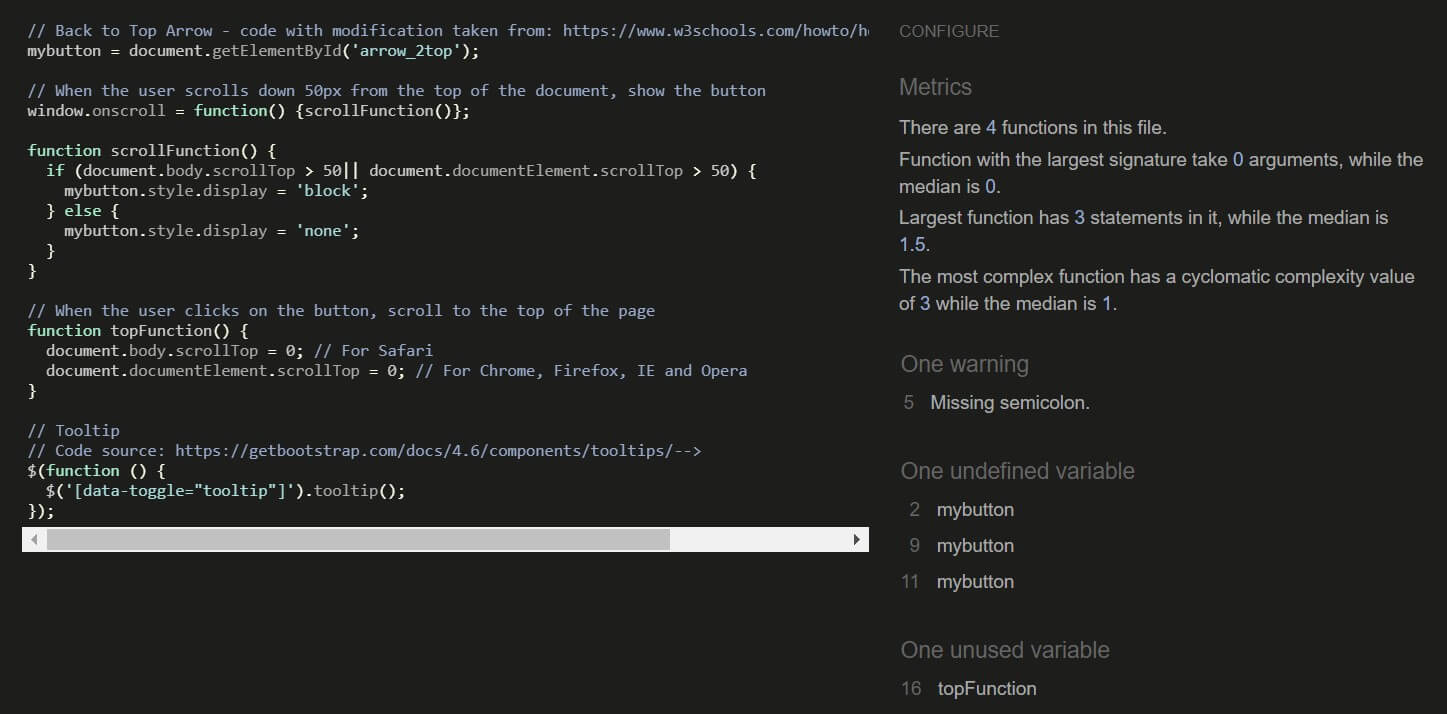 // Back to Top Arrow - code with modification taken from: https://www.w3schools.com/howto/h
mybutton = document.getElementById('arrow_2top');
// When the user scrolls down 50px from the top of the document, show the button
window.onscroll = function() {scrollFunction()};
function scrollFunction() {
if (document.body.scrollTop > 50|| document.documentElement.scrollTop > 50) {
mybutton.style.display = 'block';
} else {
mybutton.style.display = 'none';
}
}
// When the user clicks on the button, scroll to the top of the page
function topFunction() {
document.body.scrollTop = 0; // For Safari
document.documentElement.scrollTop = 0; // For Chrome, Firefox, IE and Opera
}
// Tooltip
// Code source: https://getbootstrap.com/docs/4.6/components/tooltips/-->
$(function () {
$('[data-toggle="tooltip"]').tooltip();
});
CONFIGURE
Metrics
There are 4 functions in this file.
Function with the largest signature take 0 arguments, while the
median is 0.
Largest function has 3 statements in it, while the median is
1.5.
The most complex function has a cyclomatic complexity value
of 3 while the median is 1.
One warning
5 Missing semicolon.
One undefined variable
2 mybutton
9 mybutton
11 mybutton
One unused variable
16 topFunction